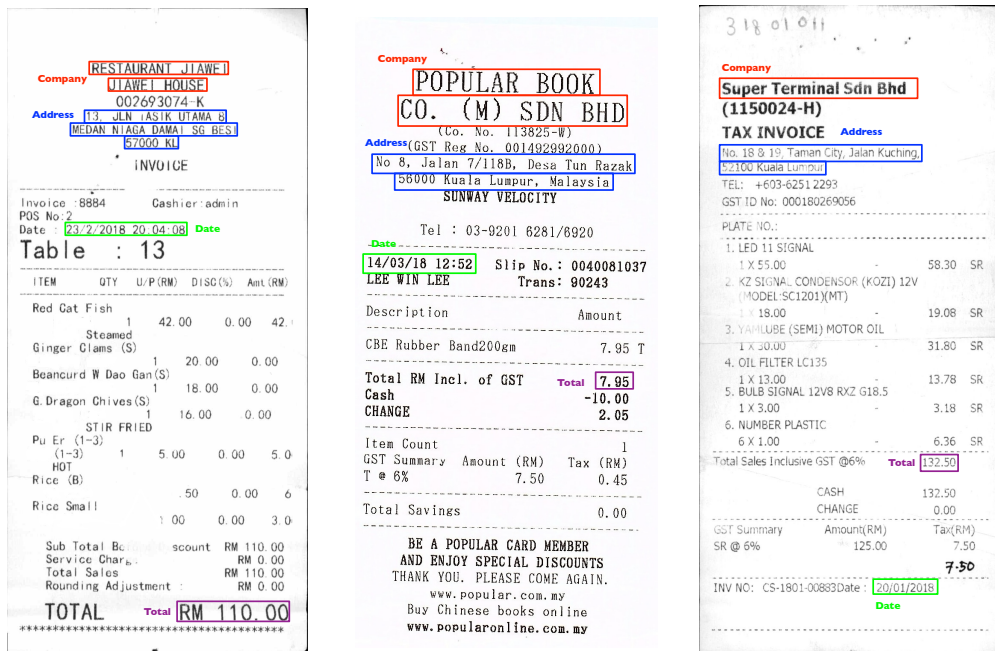 Company
RESTAURANT JIAWEI
JIAWEI HOUSE
002693074-K
Address
13, JLN TASIK UTAMA 8
MEDAN NIAGA DAMAI SG BESI
57000 KL
INVOICE
Invoice :8884 Cashier:admin
POS No:2
Date : 23/2/2018 20:04:08 Date
Table : 13
ITEM QTY U/P(RM) DISC(%) Amt(RM)
Red Gat Fish
1 42.00 0.00 42.
Steamed
Ginger Clams (S)
1 20.00 0.00
Beancurd W Dao Gan(S)
1 18.00 0.00
G.Dragon Chives(S)
1 16.00 0.00
STIR FRIED
Pu Er (1-3)
(1-3) 1 5.00 0.00 5.0
HOT
Rice (B)
.50 0.00 6
Rice Small
1 00 0.00 3.0
Sub Total scount RM 110.00
Service RM 0.00
Total Sales RM 110.00
Rounding Adjustment : RM 0.00
TOTAL Total RM 110.00
Company
POPULAR BOOK
CO. (M) SDN BHD
(Co. No. 113825-W)
Address (GST Reg No. 001492992000)
No 8, Jalan 7/118B, Desa Tun Razak
56000 Kuala Lumpur, Malaysia
SUNWAY VELOCITY
Tel : 03-9201 6281/6920
Date
14/03/18 12:52 Slip No.: 0040081037
LEE WIN LEE Trans: 90243
Description Amount
CBE Rubber Band200gm 7.95 T
Total RM Incl. of GST Total 7.95
Cash -10.00
CHANGE 2.05
Item Count 1
GST Summary Amount (RM) Tax (RM)
T @ 6% 7.50 0.45
Total Savings 0.00
BE A POPULAR CARD MEMBER
AND ENJOY SPECIAL DISCOUNTS
THANK YOU. PLEASE COME AGAIN.
www.popular.com.my
Buy Chinese books online
www.popularonline.com.my
318 01 011
Company
Super Terminal Sdn Bhd
(1150024-H)
TAX INVOICE Address
No. 18 & 19, Taman City, Jalan Kuching,
52100 Kuala Lumpur
TEL: +603-6251 2293
GST ID No: 000180269056
PLATE NO.:
1. LED 11 SIGNAL
1 X 55.00 - 58.30 SR
2. KZ SIGNAL CONDENSOR (KOZI) 12V
(MODEL:SC1201)(MT)
1 X 18.00 - 19.08 SR
3. YAMLUBE (SEMI) MOTOR OIL
1 X 30.00 - 31.80 SR
4. OIL FILTER LC135
1 X 13.00 - 13.78 SR
5. BULB SIGNAL 12V8 RXZ G18.5
1 X 3.00 - 3.18 SR
6. NUMBER PLASTIC
6 X 1.00 - 6.36 SR
Total Sales Inclusive GST @6% Total 132.50
CASH 132.50
CHANGE 0.00
GST Summary Amount(RM) Tax(RM)
SR @ 6% 125.00 7.50
7.50
INV NO: CS-1801-00883Date : 20/01/2018
Date